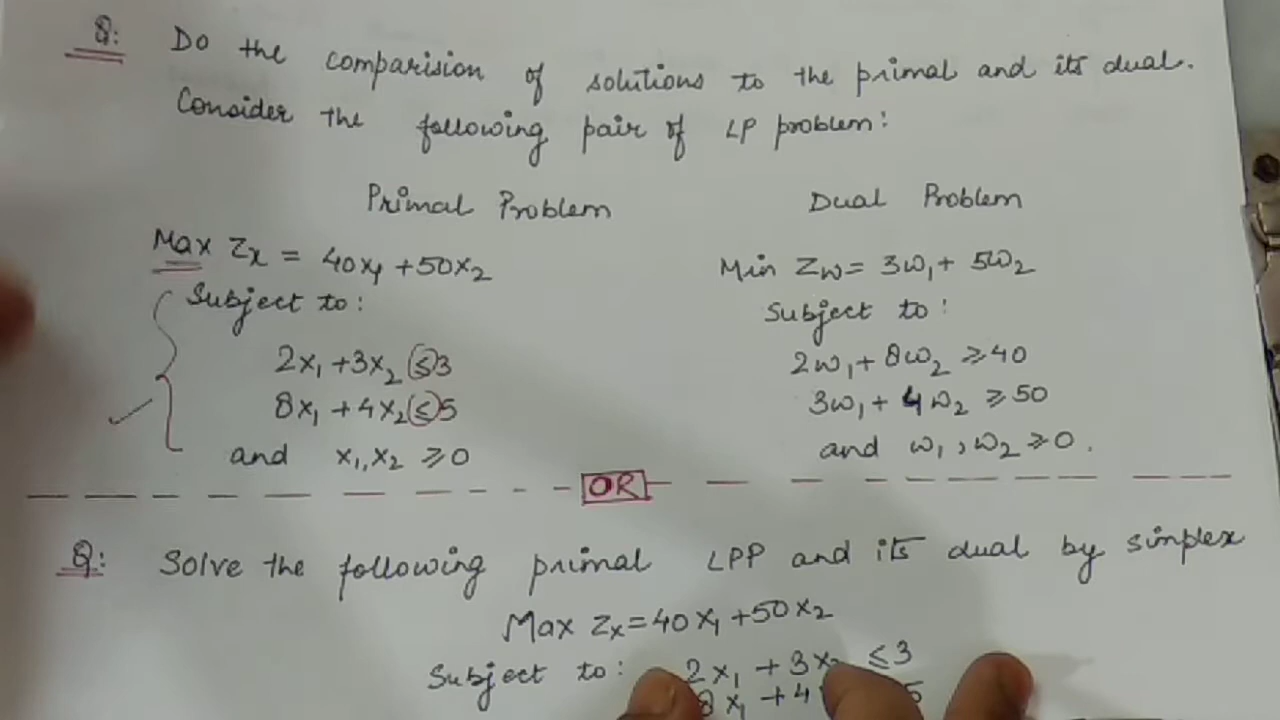 Q: Do the comparision of solutions to the primal and its dual.
Consider the following pair of LP problem:
Primal Problem
Max Zx = 40x1 + 50x2
Subject to:
2x1 + 3x2 ≤ 3
8x1 + 4x2 ≤ 5
and x1, x2 ≥ 0
Dual Problem
Min Zw = 3w1 + 5w2
Subject to:
2w1 + 8w2 ≥ 40
3w1 + 4w2 ≥ 50
and w1, w2 ≥ 0.
OR
Q: Solve the following primal LPP and its dual by simplex
Max Zx = 40x1 + 50x2
Subject to: 2x1 + 3x2 ≤ 3
8x1 + 4 5